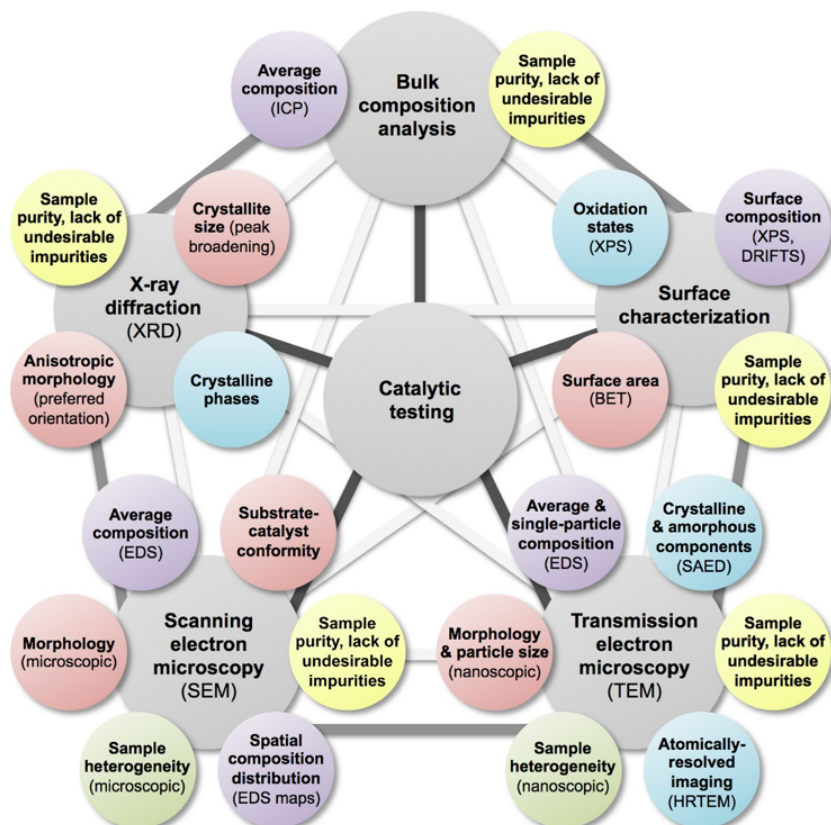 Average
composition
(ICP)
Bulk
composition
analysis
Sample
purity, lack of
undesirable
impurities
Sample
purity, lack of
undesirable
impurities
Crystallite
size (peak
broadening)
Oxidation
states
(XPS)
Surface
composition
(XPS,
DRIFTS)
X-ray
diffraction
(XRD)
Surface
characterization
Anisotropic
morphology
(preferred
orientation)
Crystalline
phases
Catalytic
testing
Surface area
(BET)
Sample
purity, lack of
undesirable
impurities
Average
composition
(EDS)
Substrate-
catalyst
conformity
Average &
single-particle
composition
(EDS)
Crystalline
& amorphous
components
(SAED)
Morphology
(microscopic)
Scanning
electron
microscopy
(SEM)
Sample
purity, lack of
undesirable
impurities
Morphology
& particle size
(nanoscopic)
Transmission
electron
microscopy
(TEM)
Sample
purity, lack of
undesirable
impurities
Sample
heterogeneity
(microscopic)
Spatial
composition
distribution
(EDS maps)
Sample
heterogeneity
(nanoscopic)
Atomically-
resolved
imaging
(HRTEM)